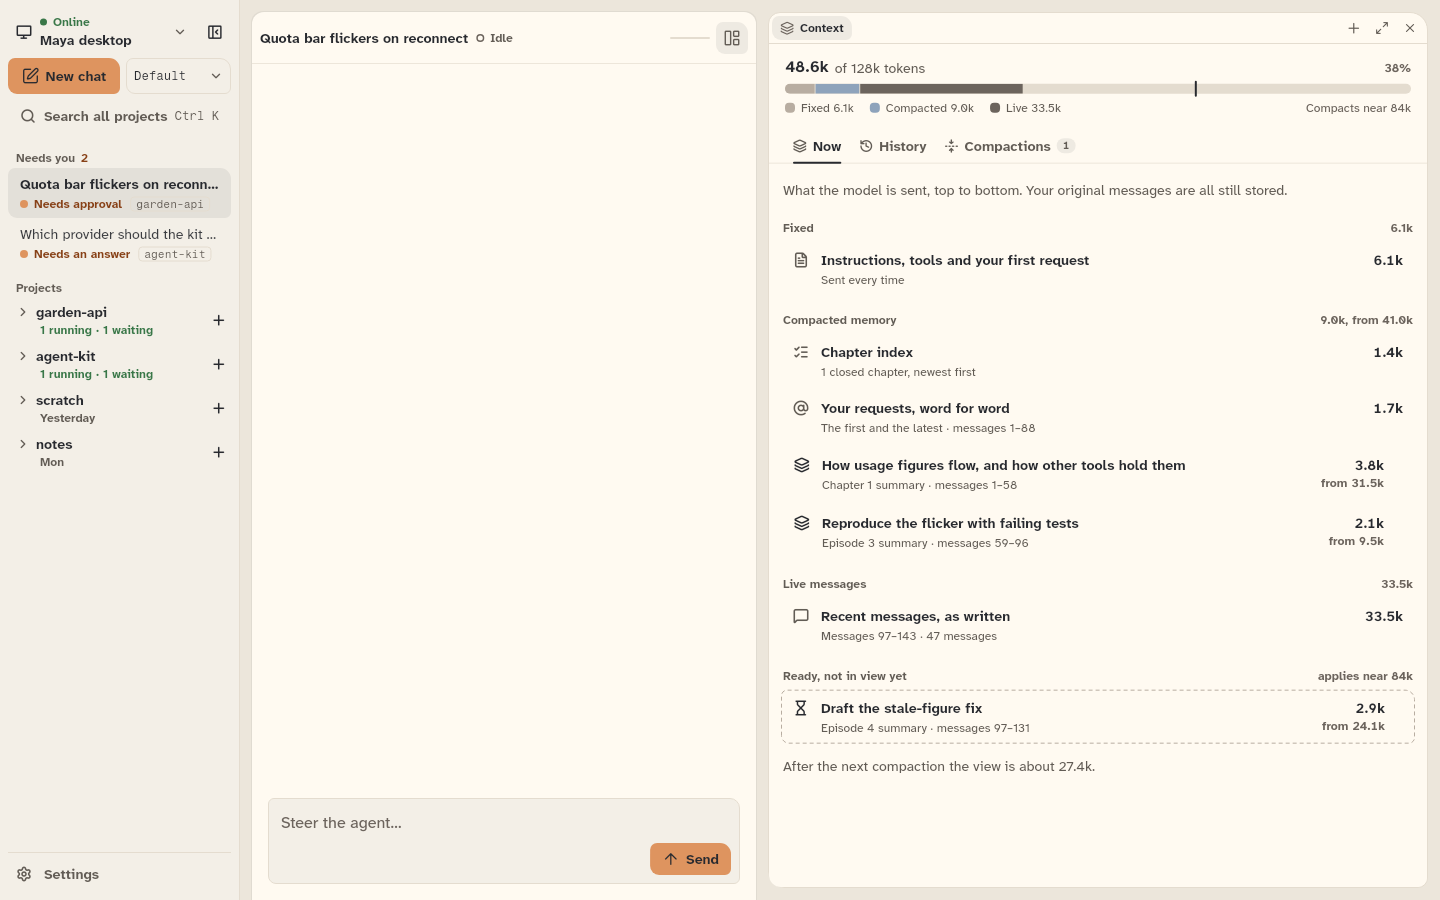 Online
Maya desktop
New chat
Default
Search all projects Ctrl K
Needs you 2
Quota bar flickers on reconn...
Needs approval garden-api
Which provider should the kit ...
Needs an answer agent-kit
Projects
garden-api
1 running · 1 waiting
agent-kit
1 running · 1 waiting
scratch
Yesterday
notes
Mon
Settings
Quota bar flickers on reconnect Idle
Steer the agent...
Send
Context
48.6k of 128k tokens 38%
Fixed 6.1k Compacted 9.0k Live 33.5k Compacts near 84k
Now History Compactions 1
What the model is sent, top to bottom. Your original messages are all still stored.
Fixed 6.1k
Instructions, tools and your first request 6.1k
Sent every time
Compacted memory 9.0k, from 41.0k
Chapter index 1.4k
1 closed chapter, newest first
Your requests, word for word 1.7k
The first and the latest · messages 1–88
How usage figures flow, and how other tools hold them 3.8k
Chapter 1 summary · messages 1–58 from 31.5k
Reproduce the flicker with failing tests 2.1k
Episode 3 summary · messages 59–96 from 9.5k
Live messages 33.5k
Recent messages, as written 33.5k
Messages 97–143 · 47 messages
Ready, not in view yet applies near 84k
Draft the stale-figure fix 2.9k
Episode 4 summary · messages 97–131 from 24.1k
After the next compaction the view is about 27.4k.